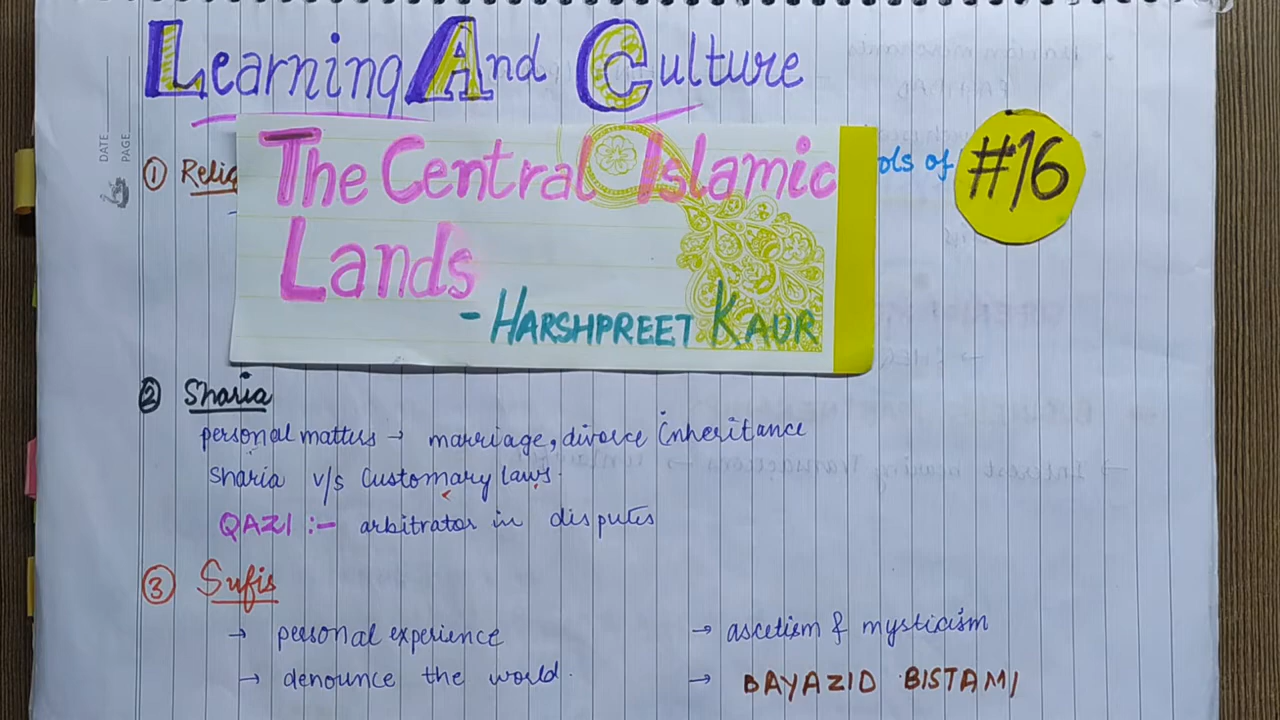 Learning And Culture
DATE
PAGE
The Central Islamic
Lands
- HARSHPREET KAUR
#16
① Relig
ols of
② Sharia
personal matters → marriage, divorce inheritance
Sharia v/s Customary laws.
QAZI :- arbitrator in disputes
③ Sufis
→ personal experience
→ ascetism & mysticism
→ denounce the world.
→ BAYAZID BISTAMI